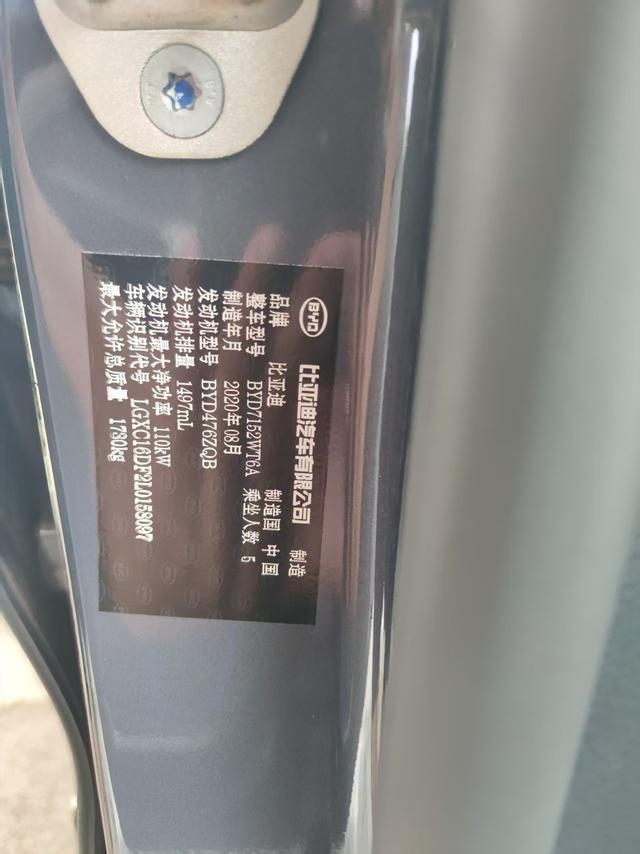 BYD 比亚迪汽车有限公司 制造
品牌 比亚迪 制造国 中国
整车型号 BYD7152WT6A 乘坐人数 5
制造年月 2020年08月
发动机型号 BYD476ZQB
发动机排量 1497mL
发动机最大净功率 110kW
车辆识别代号 LGXC16DF2L0158097
最大允许总质量 1780kg